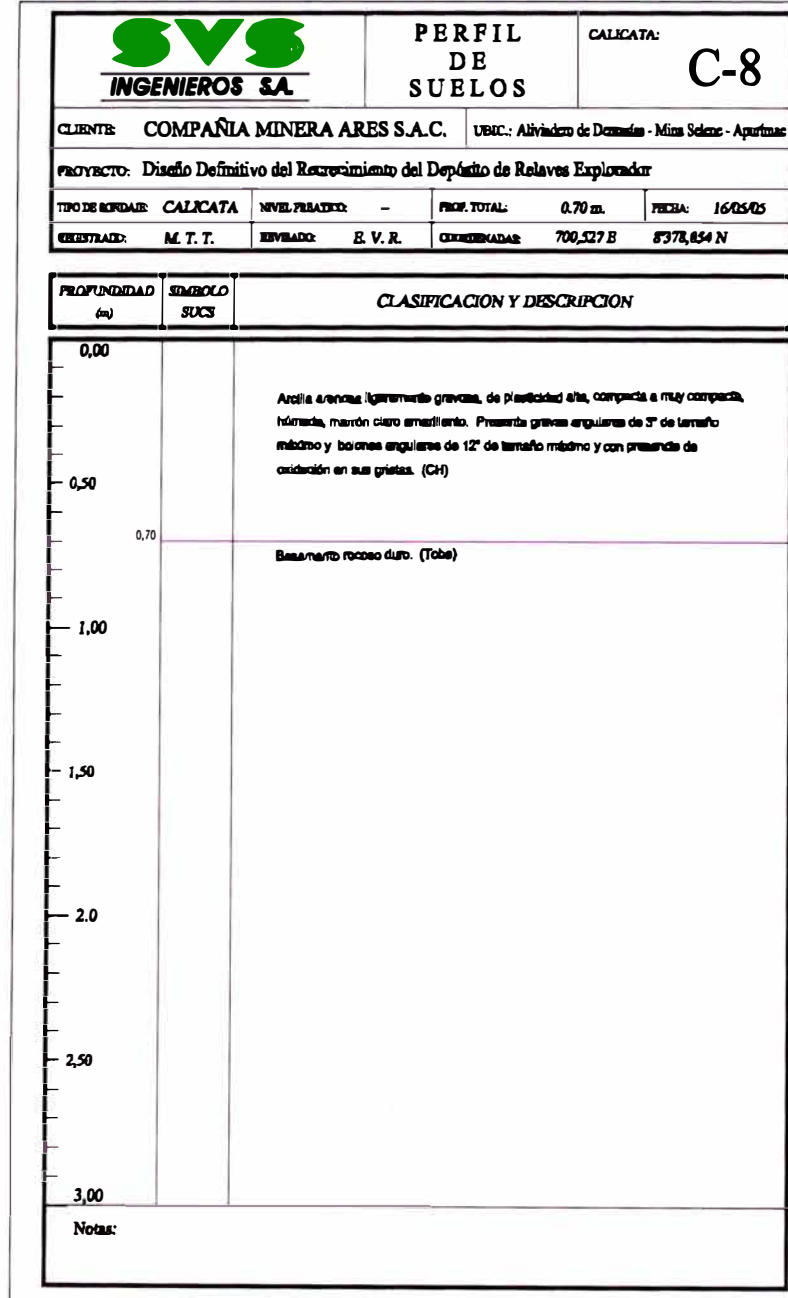 SVS
INGENIEROS S.A.
PERFIL
DE
SUELOS
CALICATA:
C-8
CLIENTE: COMPAÑIA MINERA ARES S.A.C.
UBIC.: Aliviadero de Demasías - Mina Selene - Apurímac
PROYECTO: Diseño Definitivo del Recrecimiento del Depósito de Relaves Explorador
TIPO DE SONDAJE: CALICATA NIVEL FREATICO: – PROF. TOTAL: 0.70 m. FECHA: 16/05/05
REGISTRADO: M. T. T. REVISADO: E. V. R. COORDENADAS: 700,527 E 8'378,854 N
PROFUNDIDAD
(m)
SIMBOLO
SUCS
CLASIFICACION Y DESCRIPCION
0,00
Arcilla arenosa ligeramente gravosa, de plasticidad alta, compacta a muy compacta,
húmeda, marrón claro amarillento. Presenta gravas angulares de 3" de tamaño
máximo y bolones angulares de 12" de tamaño máximo y con presencia de
oxidación en sus grietas. (CH)
0,50
0,70
Basamento rocoso duro. (Toba)
1,00
1,50
2.0
2,50
3,00
Notas: